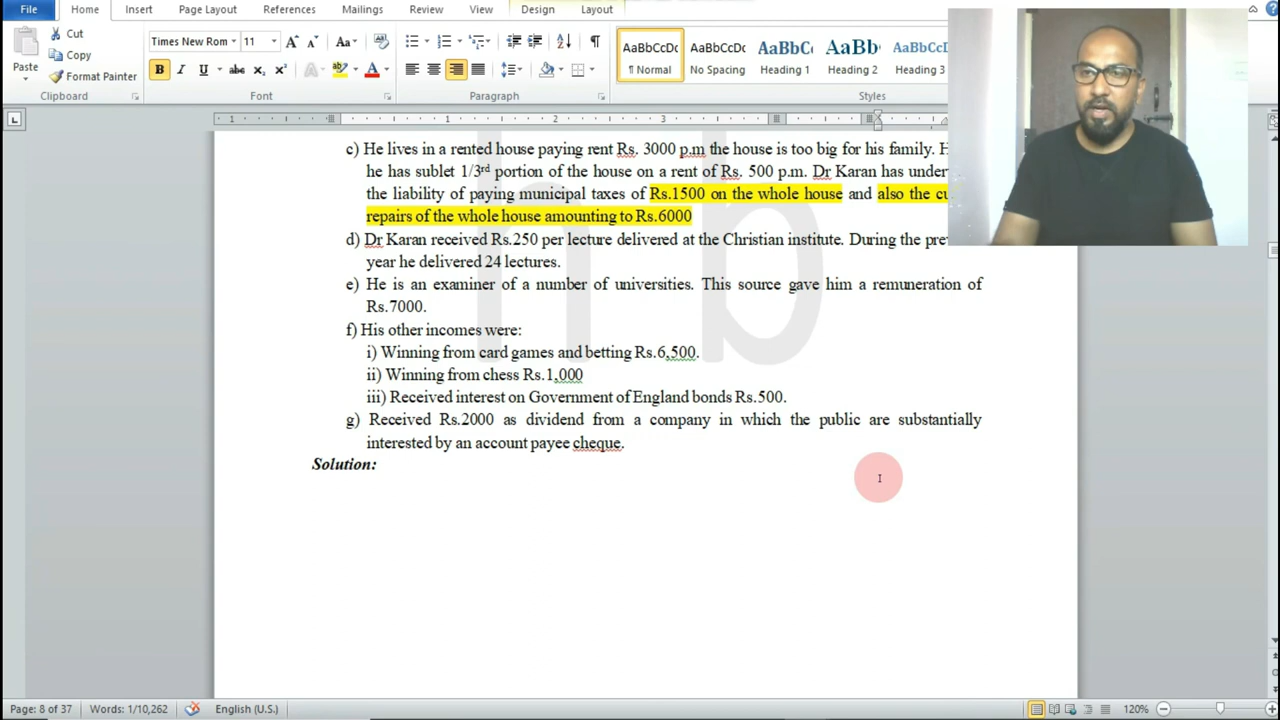 File Home Insert Page Layout References Mailings Review View Design Layout
Cut
Copy
Format Painter
Paste
Times New Rom 11
AaBbCcDc AaBbCcDc AaBbC AaBb AaBbCcD
¶ Normal No Spacing Heading 1 Heading 2 Heading 3
Clipboard Font Paragraph Styles
1 1 2 3
c) He lives in a rented house paying rent Rs. 3000 p.m the house is too big for his family.
he has sublet 1/3rd portion of the house on a rent of Rs. 500 p.m. Dr Karan has under
the liability of paying municipal taxes of Rs.1500 on the whole house and also the cu
repairs of the whole house amounting to Rs.6000
d) Dr Karan received Rs.250 per lecture delivered at the Christian institute. During the pre
year he delivered 24 lectures.
e) He is an examiner of a number of universities. This source gave him a remuneration of
Rs.7000.
f) His other incomes were:
i) Winning from card games and betting Rs.6,500.
ii) Winning from chess Rs.1,000
iii) Received interest on Government of England bonds Rs.500.
g) Received Rs.2000 as dividend from a company in which the public are substantially
interested by an account payee cheque.
Solution:
hb
Page: 8 of 37 Words: 1/10,262 English (U.S.) 120%